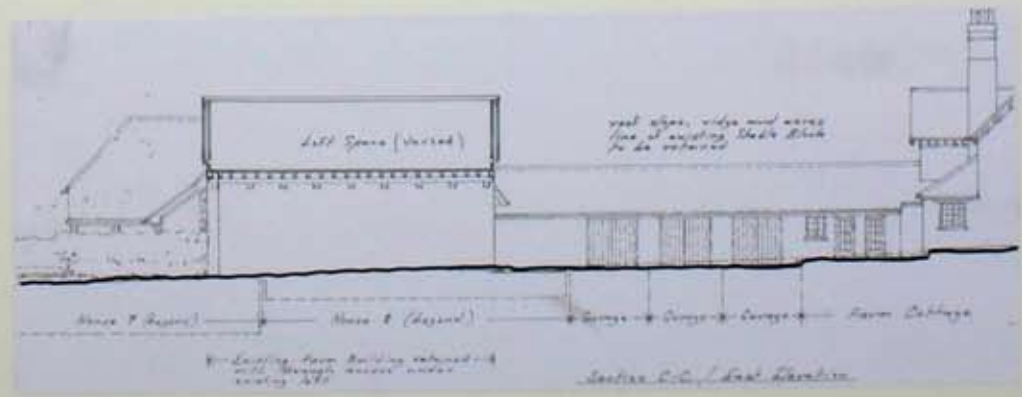 Loft Space (Versed)
roof slope, ridge and eaves
line of existing Stable Block
to be retained
House 7 (beyond)
House 8 (beyond)
Garage
Garage
Garage
Farm Cottage
Existing Farm Building retained
with through access under
existing loft
Section C-C / East Elevation